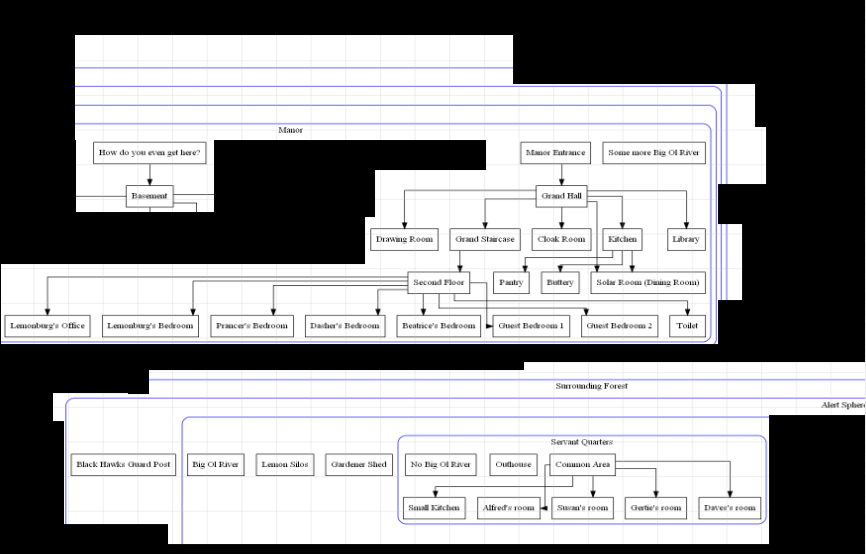 Manor
How do you even get here?
Manor Entrance
Some more Big Ol River
Basement
Grand Hall
Drawing Room
Grand Staircase
Cloak Room
Kitchen
Library
Second Floor
Pantry
Buttery
Solar Room (Dining Room)
Lemonburg's Office
Lemonburg's Bedroom
Prancer's Bedroom
Dasher's Bedroom
Beatrice's Bedroom
Guest Bedroom 1
Guest Bedroom 2
Toilet
Surrounding Forest
Alert Sphere
Servant Quarters
Black Hawks Guard Post
Big Ol River
Lemon Silos
Gardener Shed
No Big Ol River
Outhouse
Common Area
Small Kitchen
Alfred's room
Susan's room
Gertie's room
Daves's room